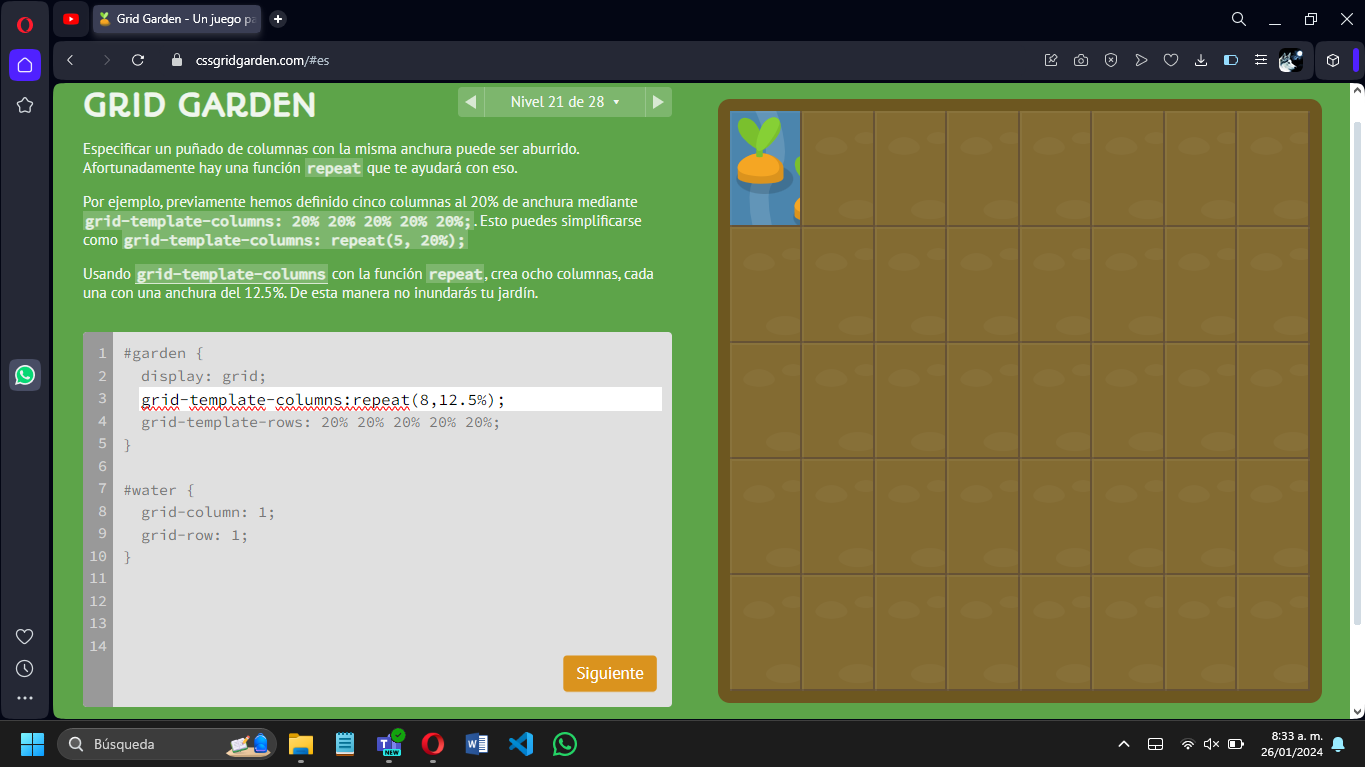 Grid Garden - Un juego pa
cssgridgarden.com/#es
GRID GARDEN
Nivel 21 de 28
Especificar un puñado de columnas con la misma anchura puede ser aburrido.
Afortunadamente hay una función repeat que te ayudará con eso.
Por ejemplo, previamente hemos definido cinco columnas al 20% de anchura mediante
grid-template-columns: 20% 20% 20% 20% 20%;. Esto puedes simplificarse
como grid-template-columns: repeat(5, 20%);
Usando grid-template-columns con la función repeat, crea ocho columnas, cada
una con una anchura del 12.5%. De esta manera no inundarás tu jardín.
1 #garden {
2 display: grid;
3 grid-template-columns:repeat(8,12.5%);
4 grid-template-rows: 20% 20% 20% 20% 20%;
5 }
6
7 #water {
8 grid-column: 1;
9 grid-row: 1;
10 }
11
12
13
14
Siguiente
Búsqueda
NEW
8:33 a. m.
26/01/2024